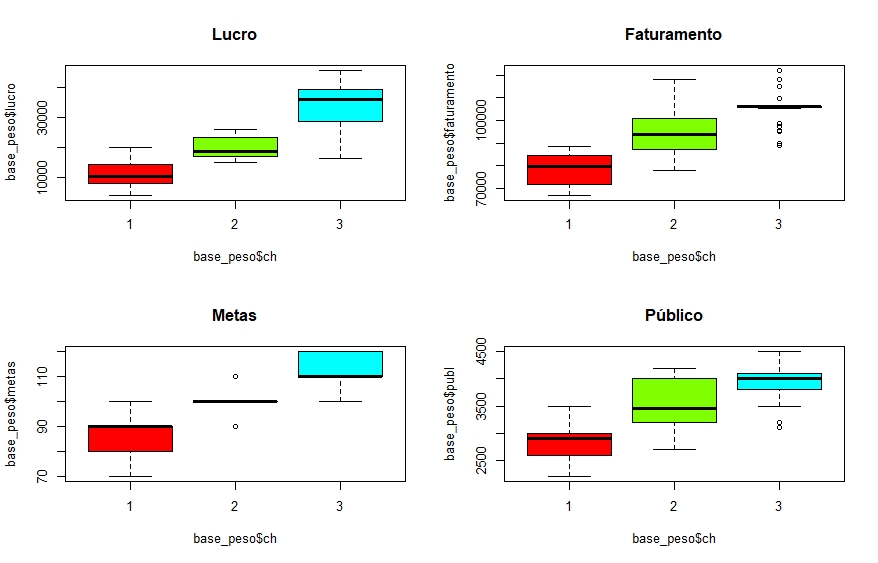 Lucro
base_peso$lucro
30000
10000
1 2 3
base_peso$ch
Faturamento
base_peso$faturamento
100000
70000
1 2 3
base_peso$ch
Metas
base_peso$metas
110
90
70
1 2 3
base_peso$ch
Público
base_peso$publ
4500
3500
2500
1 2 3
base_peso$ch